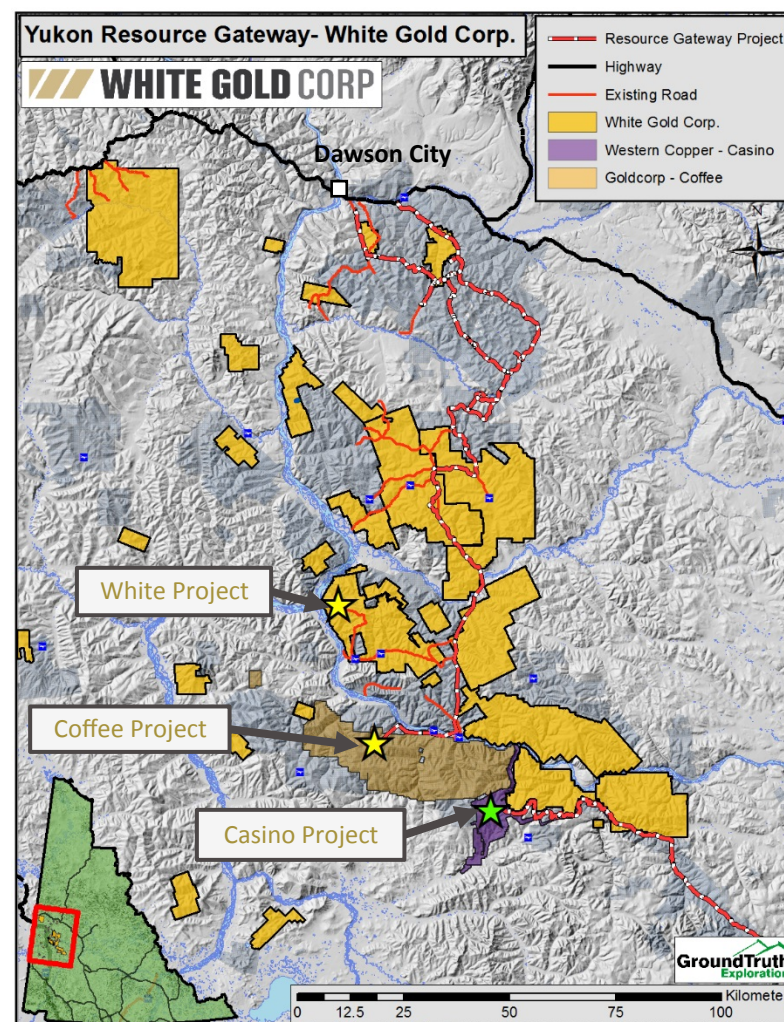 Yukon Resource Gateway- White Gold Corp.
WHITE GOLD CORP
Resource Gateway Project
Highway
Existing Road
White Gold Corp.
Western Copper - Casino
Goldcorp - Coffee
Dawson City
White Project
Coffee Project
Casino Project
GroundTruth
Exploration
Kilomete
0 12.5 25 50 75 100